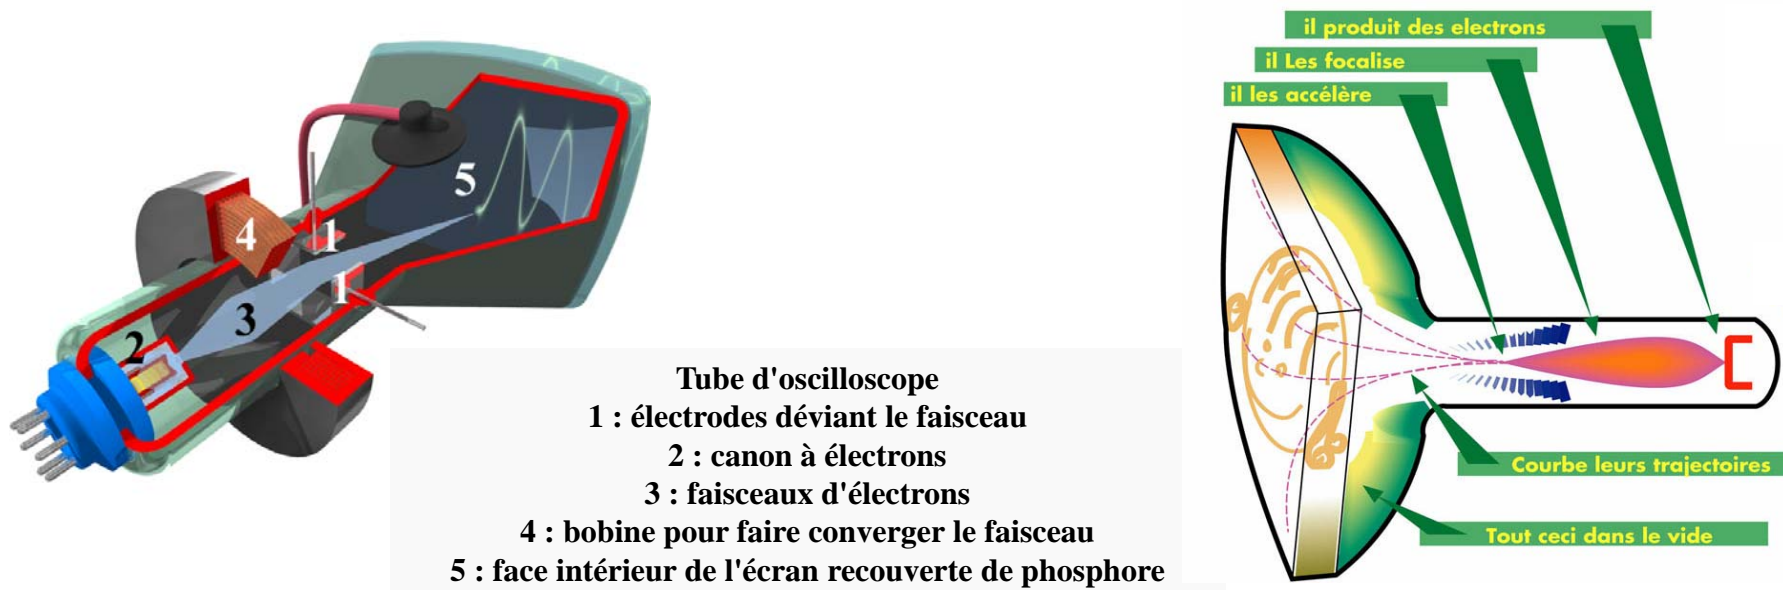 5
4
1
1
3
2
Tube d'oscilloscope
1 : électrodes déviant le faisceau
2 : canon à électrons
3 : faisceaux d'électrons
4 : bobine pour faire converger le faisceau
5 : face intérieur de l'écran recouverte de phosphore
il produit des electrons
il Les focalise
il les accélère
Courbe leurs trajectoires
Tout ceci dans le vide